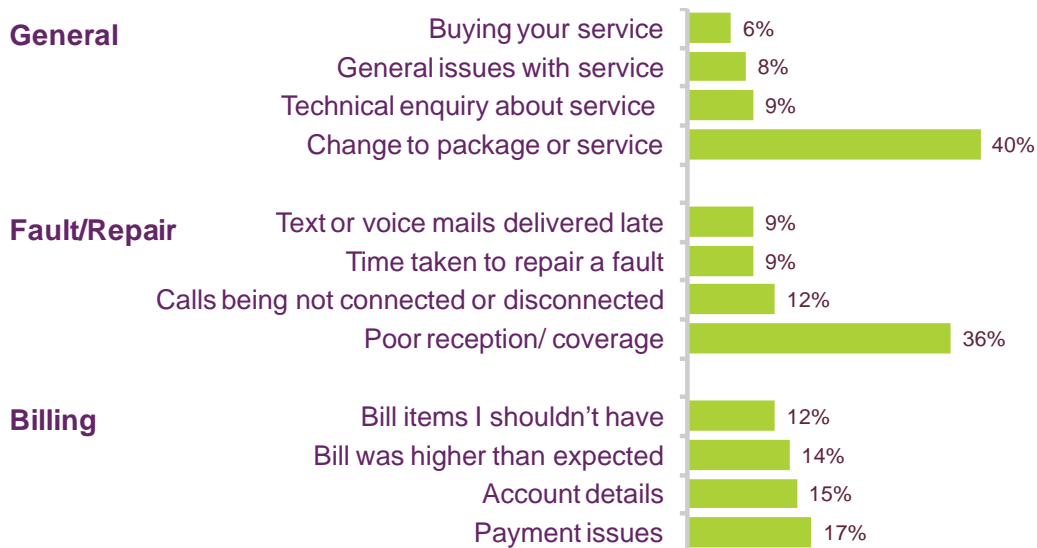 General
Buying your service 6%
General issues with service 8%
Technical enquiry about service 9%
Change to package or service 40%
Fault/Repair
Text or voice mails delivered late 9%
Time taken to repair a fault 9%
Calls being not connected or disconnected 12%
Poor reception/ coverage 36%
Billing
Bill items I shouldn’t have 12%
Bill was higher than expected 14%
Account details 15%
Payment issues 17%